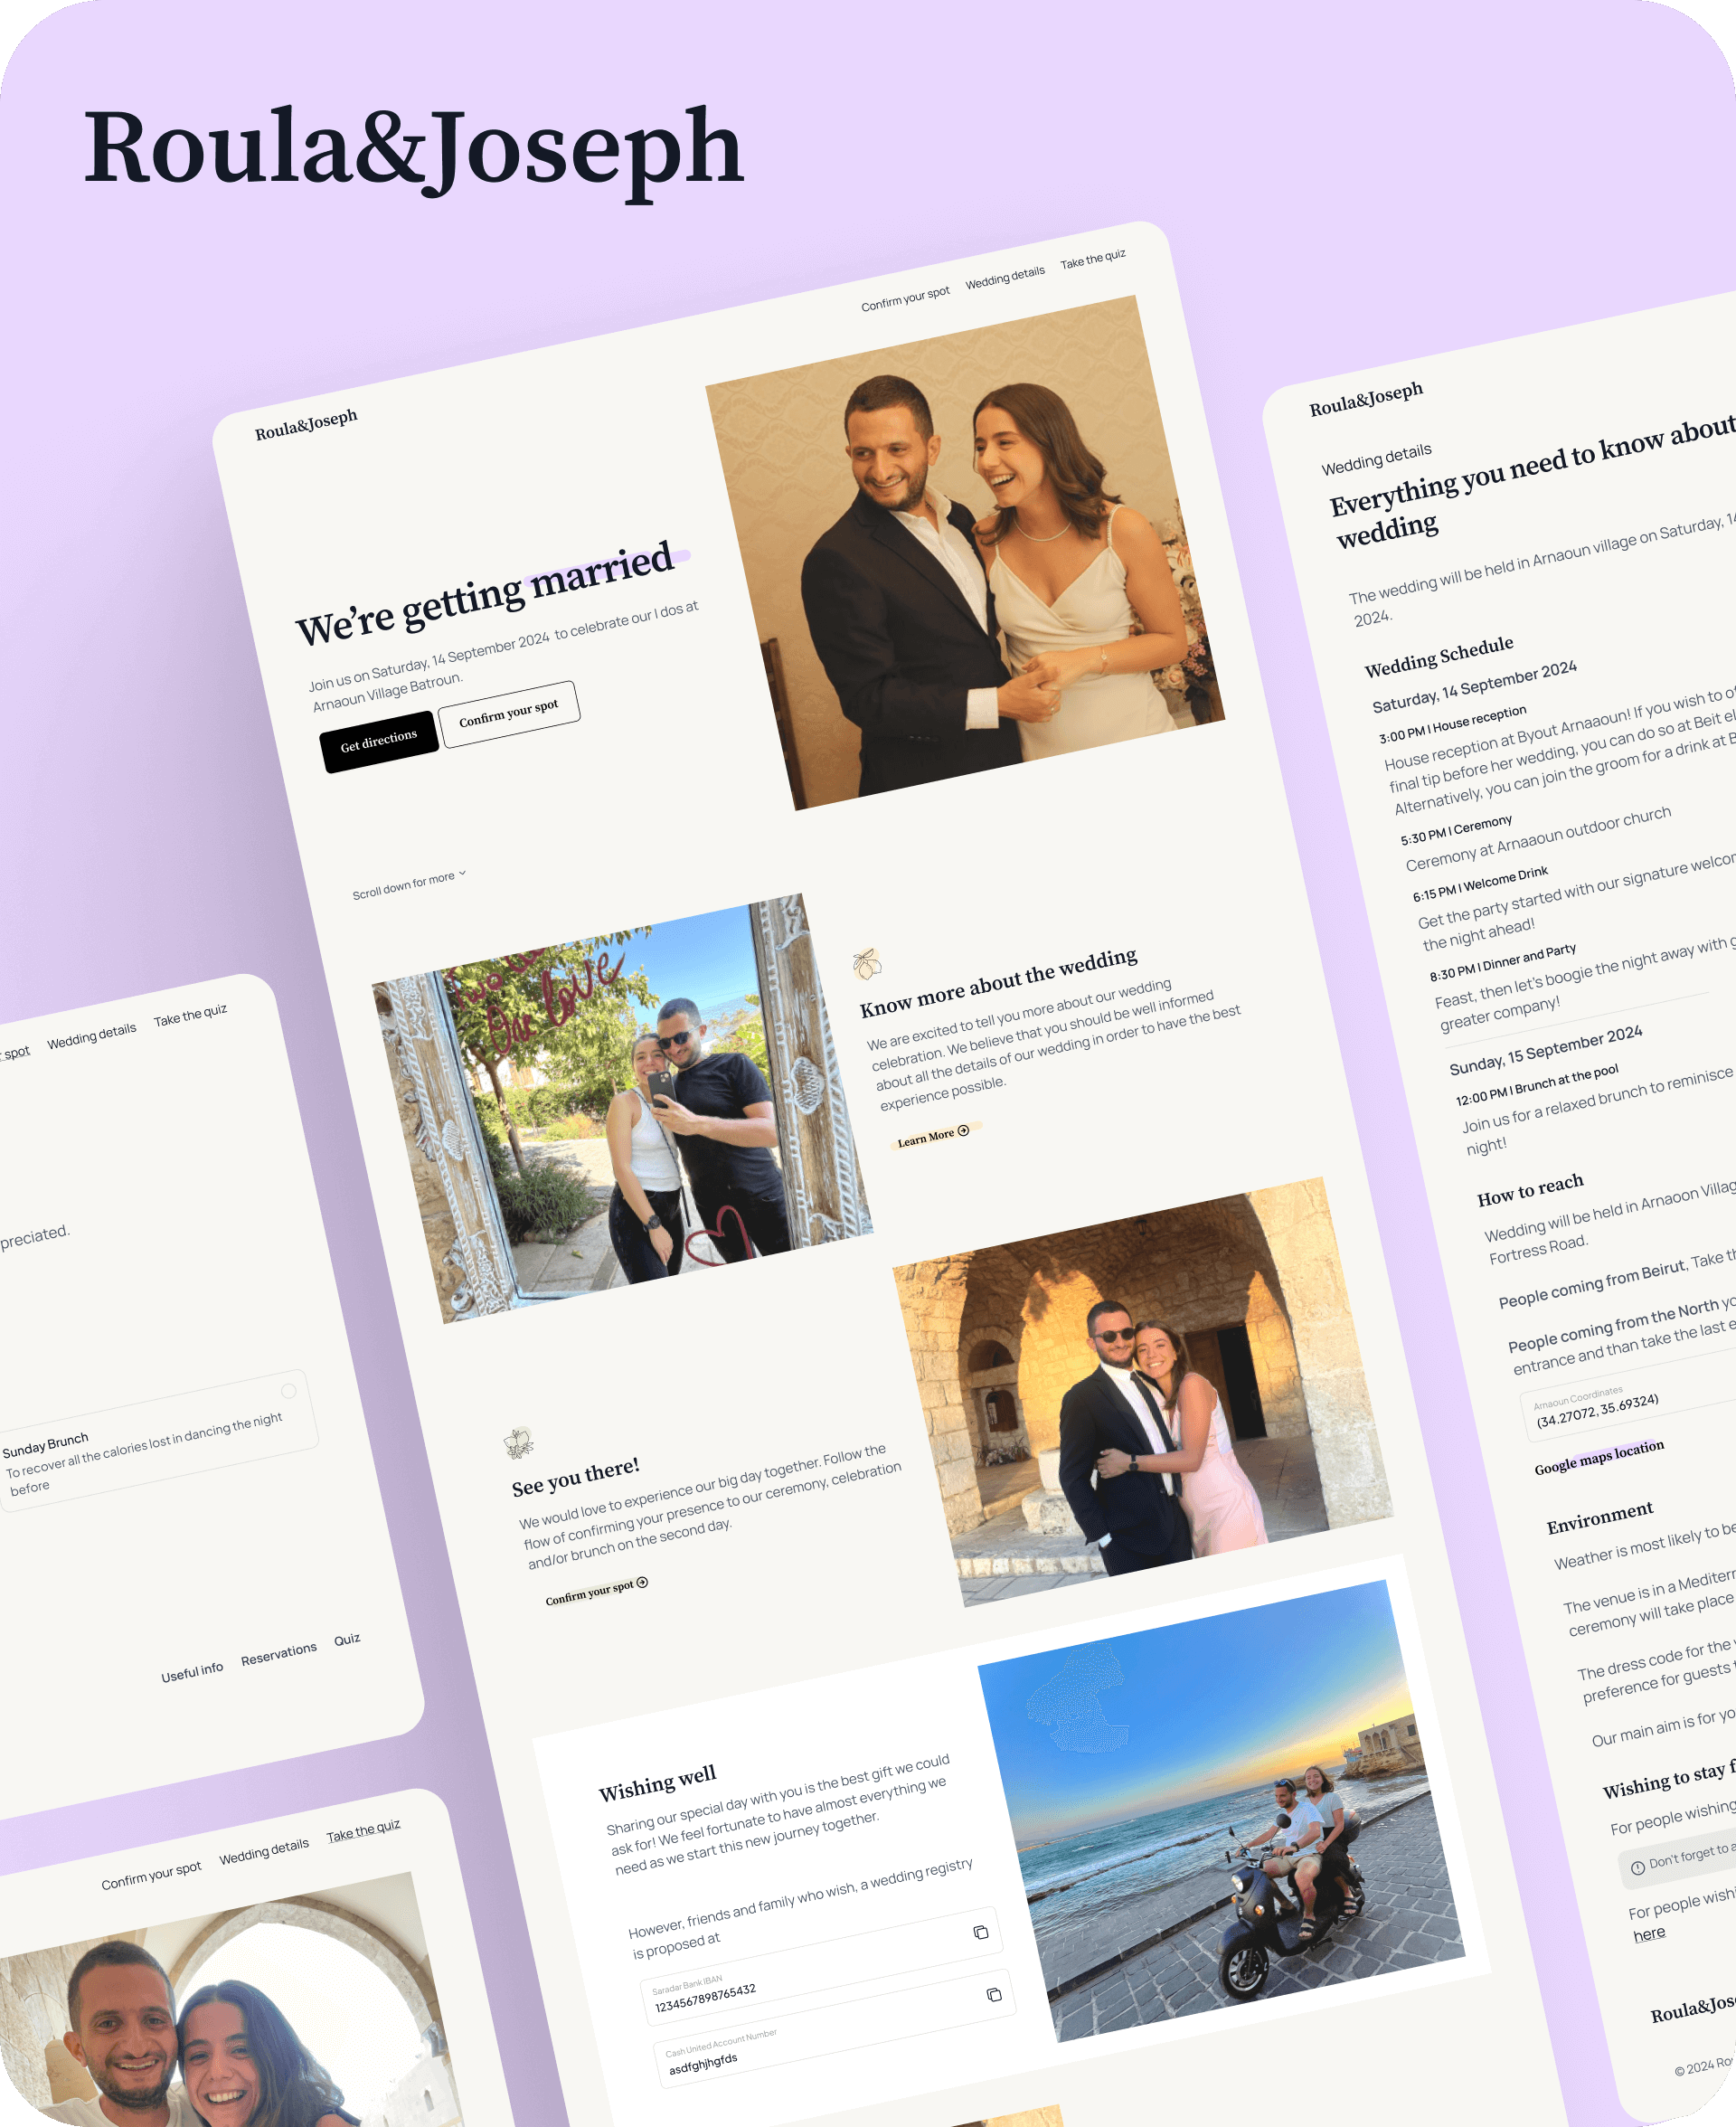 Roula&Joseph
Roula&Joseph
Confirm your spot
Wedding details
Take the quiz
We’re getting married
Join us on Saturday, 14 September 2024 to celebrate our I dos at
Arnaoun Village Batroun.
Get directions
Confirm your spot
Scroll down for more
One love
Know more about the wedding
We are excited to tell you more about our wedding
celebration. We believe that you should be well informed
about all the details of our wedding in order to have the best
experience possible.
Learn More
See you there!
We would love to experience our big day together. Follow the
flow of confirming your presence to our ceremony, celebration
and/or brunch on the second day.
Confirm your spot
Wishing well
Sharing our special day with you is the best gift we could
ask for! We feel fortunate to have almost everything we
need as we start this new journey together.
However, friends and family who wish, a wedding registry
is proposed at
Saradar Bank IBAN
1234567898765432
Cash United Account Number
asdfghjhgfds
spot
Wedding details
Take the quiz
preciated.
Sunday Brunch
To recover all the calories lost in dancing the night
before
Useful info
Reservations
Quiz
Confirm your spot
Wedding details
Take the quiz
Roula&Joseph
Wedding details
Everything you need to know about
wedding
The wedding will be held in Arnaoun village on Saturday, 14
2024.
Wedding Schedule
Saturday, 14 September 2024
3:00 PM | House reception
House reception at Byout Arnaaoun! If you wish to
final tip before her wedding, you can do so at Beit
Alternatively, you can join the groom for a drink at
5:30 PM | Ceremony
Ceremony at Arnaaoun outdoor church
6:15 PM | Welcome Drink
Get the party started with our signature
the night ahead!
8:30 PM | Dinner and Party
Feast, then let's boogie the night away with
greater company!
Sunday, 15 September 2024
12:00 PM | Brunch at the pool
Join us for a relaxed brunch to reminisce
night!
How to reach
Wedding will be held in Arnaoon
Fortress Road.
People coming from Beirut, Take
People coming from the North
entrance and than take the last
Arnaoun Coordinates
(34.27072, 35.69324)
Google maps location
Environment
Weather is most likely to be
The venue is in a
ceremony will take place
The dress code for the
preference for guests
Our main aim is for
Wishing to stay
For people wishing
Don't forget to
For people
here
Roula&Jos
© 2024